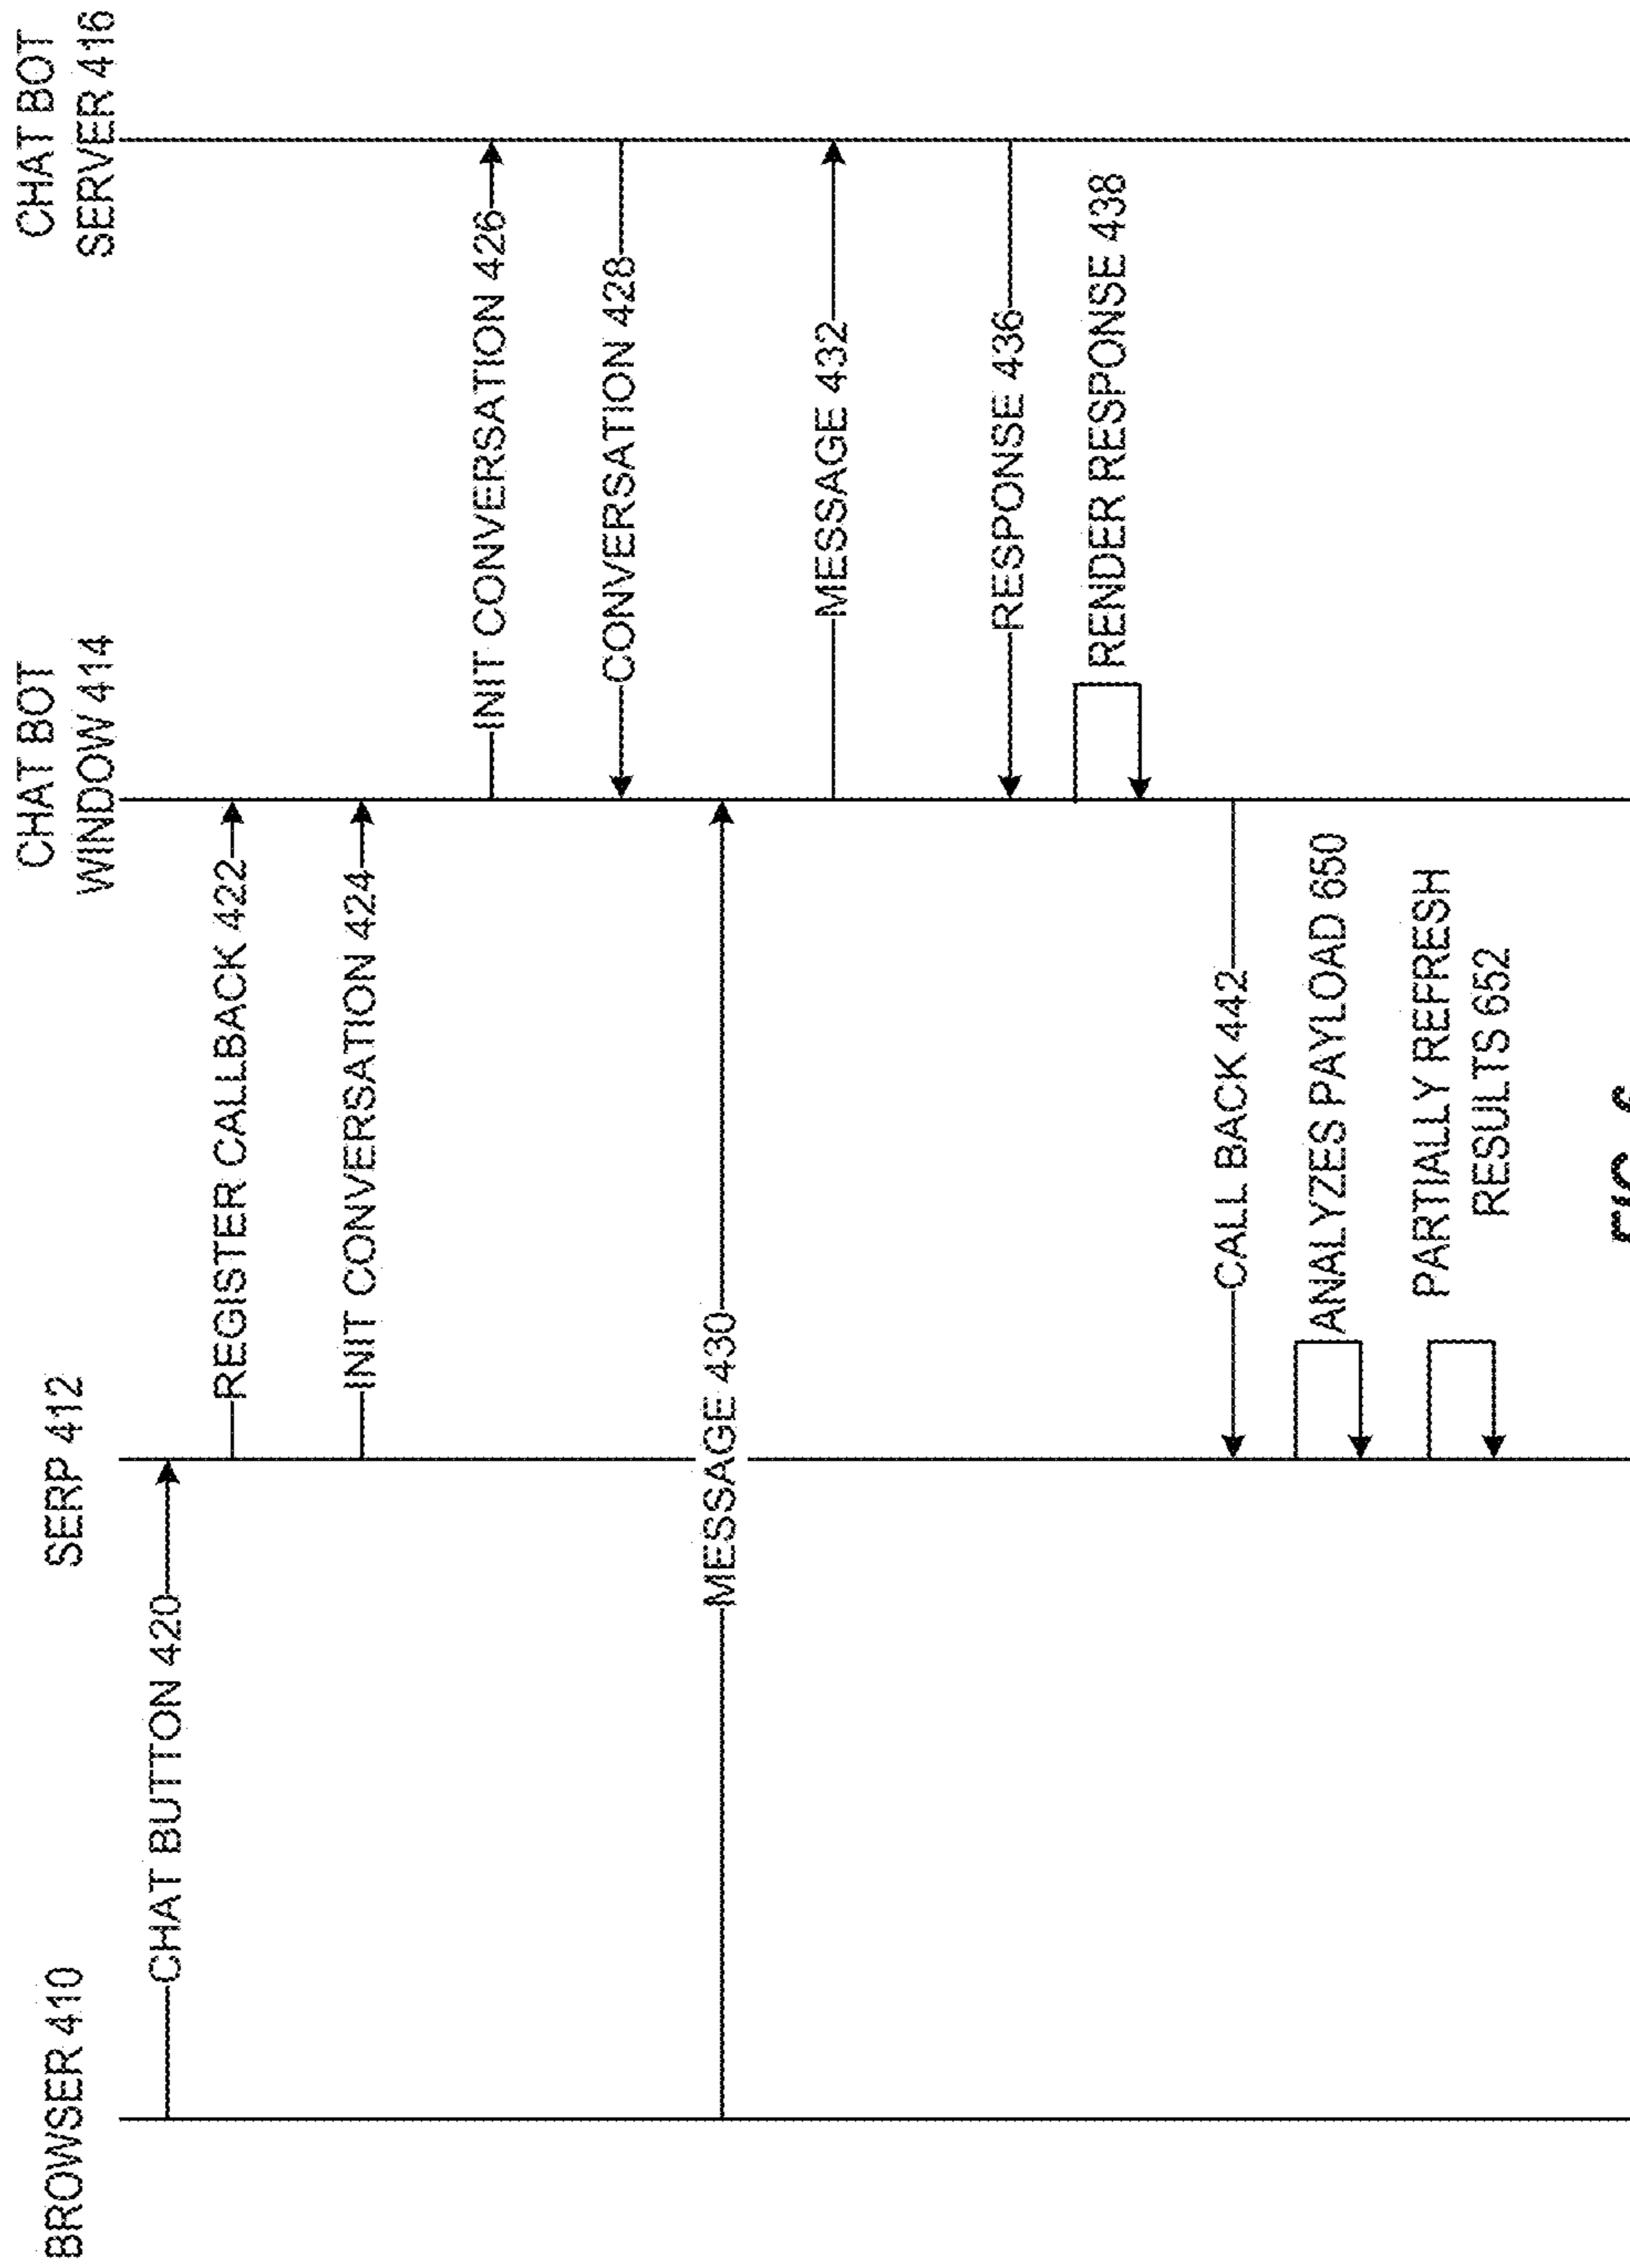 BROWSER 410
SERP 412
CHAT BOT
WINDOW 414
CHAT BOT
SERVER 416
CHAT BUTTON 420
REGISTER CALLBACK 422
INIT CONVERSATION 424
INIT CONVERSATION 426
CONVERSATION 428
MESSAGE 430
MESSAGE 432
RESPONSE 436
RENDER RESPONSE 438
CALL BACK 442
ANALYZES PAYLOAD 650
PARTIALLY REFRESH
RESULTS 652
FIG. 6